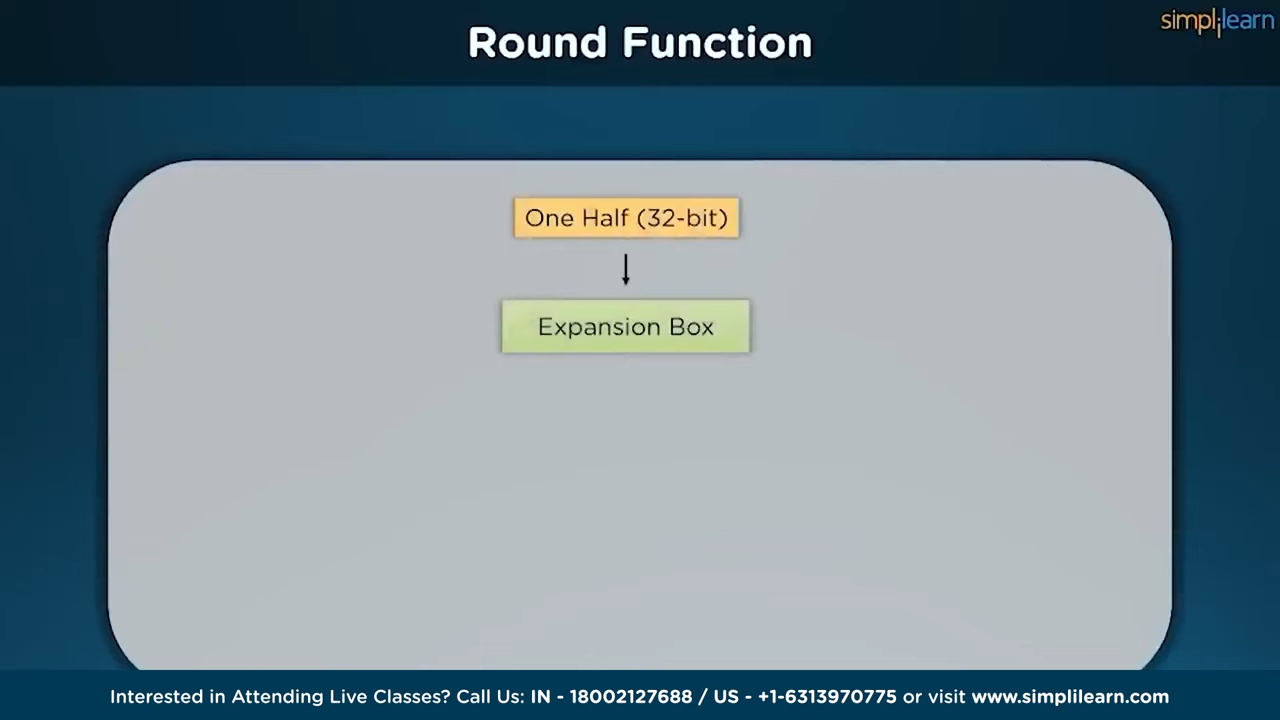 Round Function
simplilearn
One Half (32-bit)
Expansion Box
Interested in Attending Live Classes? Call Us: IN - 18002127688 / US - +1-6313970775 or visit www.simplilearn.com